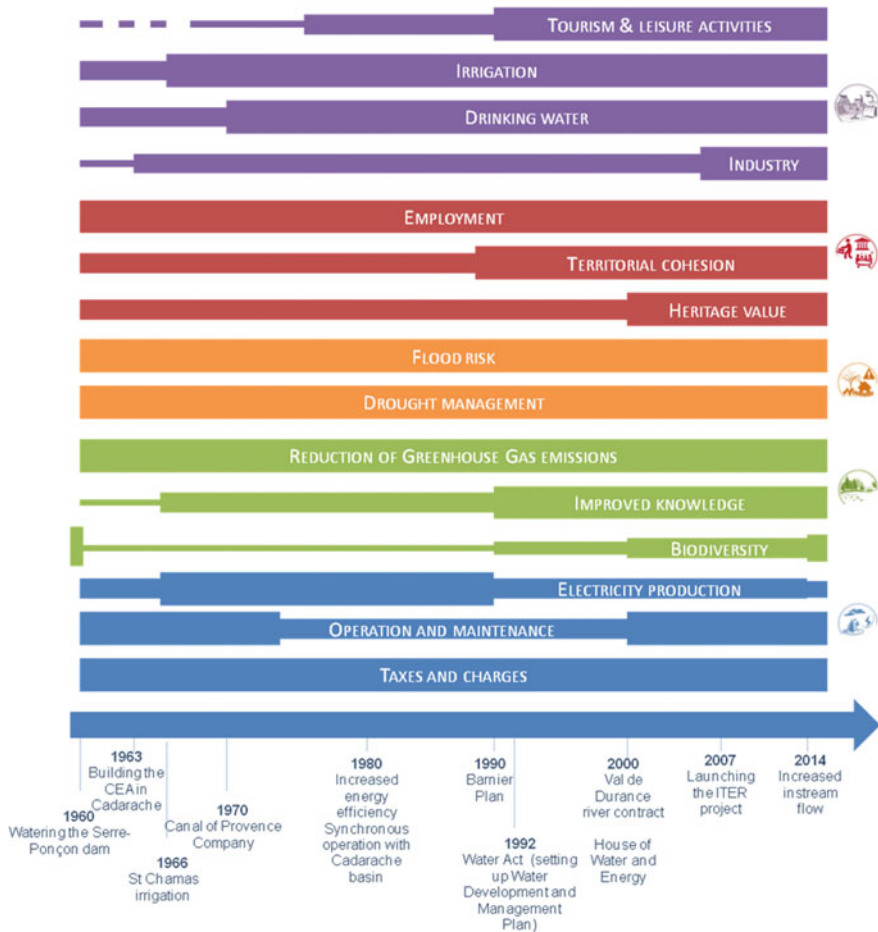 TOURISM & LEISURE ACTIVITIES
IRRIGATION
DRINKING WATER
INDUSTRY
EMPLOYMENT
TERRITORIAL COHESION
HERITAGE VALUE
FLOOD RISK
DROUGHT MANAGEMENT
REDUCTION OF GREENHOUSE GAS EMISSIONS
IMPROVED KNOWLEDGE
BIODIVERSITY
ELECTRICITY PRODUCTION
OPERATION AND MAINTENANCE
TAXES AND CHARGES
1960
Watering the Serre-
Ponçon dam
1963
Building the
CEA in
Cadarache
1966
St Chamas
irrigation
1970
Canal of Provence
Company
1980
Increased
energy
efficiency
Synchronous
operation with
Cadarache
basin
1990
Barnier
Plan
1992
Water Act (setting
up Water
Development and
Management
Plan)
2000
Val de
Durance
river contract
House of
Water and
Energy
2007
Launching
the ITER
project
2014
Increased
instream
flow